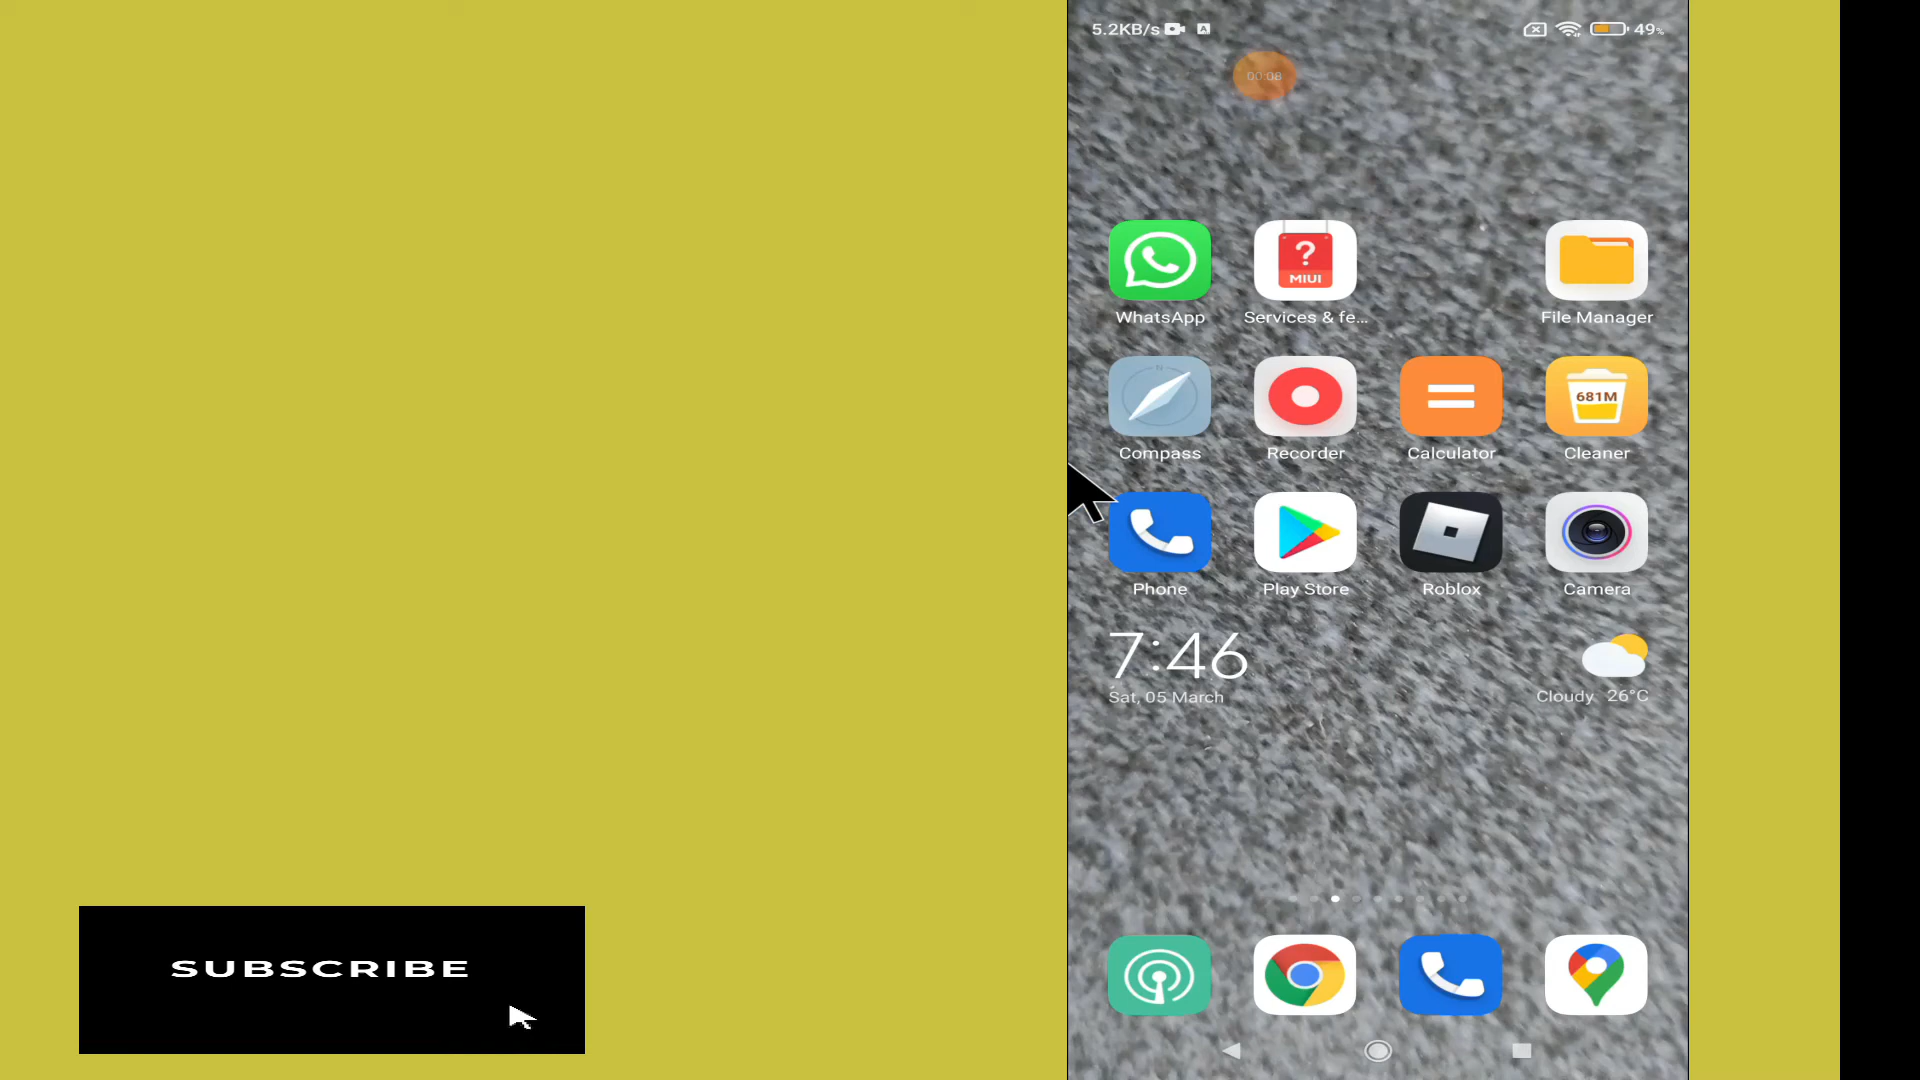 5.2KB/s
49%
00:08
?
MIUI
WhatsApp
Services & fe...
File Manager
N
681M
Compass
Recorder
Calculator
Cleaner
Phone
Play Store
Roblox
Camera
7:46
Sat, 05 March
Cloudy 26°C
SUBSCRIBE